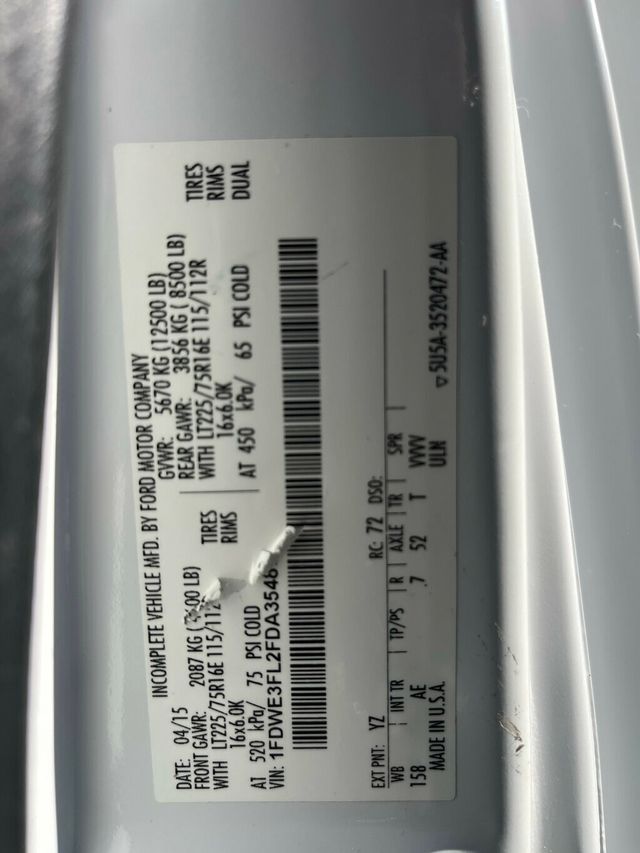 INCOMPLETE VEHICLE MFD. BY FORD MOTOR COMPANY
DATE: 04/15 GVWR: 5670 KG (12500 LB)
FRONT GAWR: 2087 KG LB) REAR GAWR: 3856 KG ( 8500 LB)
WITH LT225/75R16E 115/112 TIRES WITH LT225/75R16E 115/112R TIRES
16x6.0K RIMS 16x6.0K RIMS
AT 520 kPa/ 75 PSI COLD AT 450 kPa/ 65 PSI COLD DUAL
VIN: 1FDWE3FL2FDA3546
EXT PNT: YZ RC: 72 DSO:
WB | INT TR | TP/PS | R | AXLE | TR | SPR |
158 AE 7 52 T VVVV
MADE IN U.S.A. ULN ▽5U5A-3520472-AA